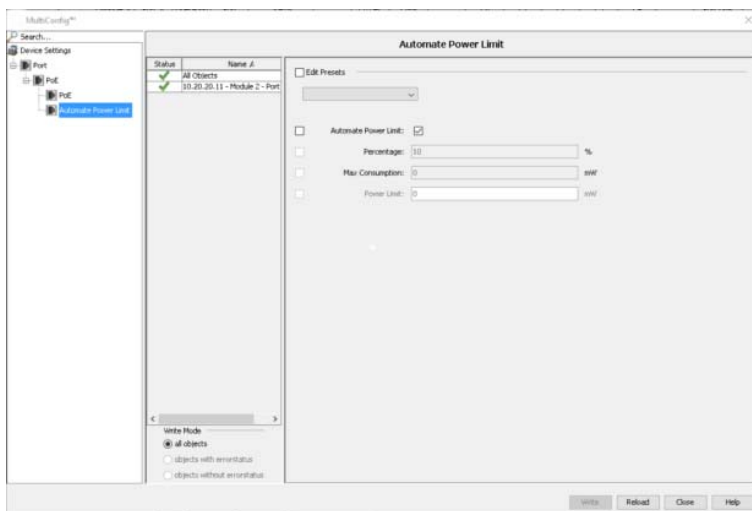 MultiConfig™
Search...
Device Settings
Port
PoE
PoE
Automate Power Limit
Status Name
All Objects
10.20.20.11 - Module 2 - Port
Write Mode
all objects
objects with errorstatus
objects without errorstatus
Automate Power Limit
Edit Presets
Automate Power Limit:
Percentage: 10 %
Max Consumption: 0 mW
Power Limit: 0 mW
Write Reload Close Help